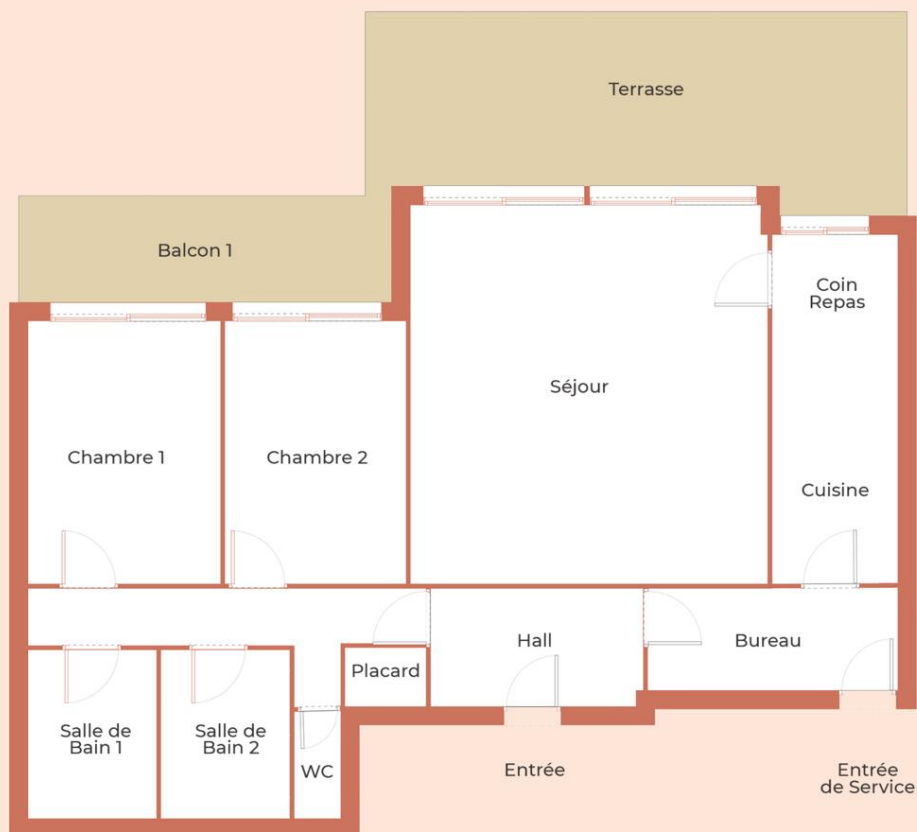 Terrasse
Balcon 1
Coin
Repas
Séjour
Chambre 1
Chambre 2
Cuisine
Hall
Bureau
Placard
Salle de
Bain 1
Salle de
Bain 2
WC
Entrée
Entrée
de Service